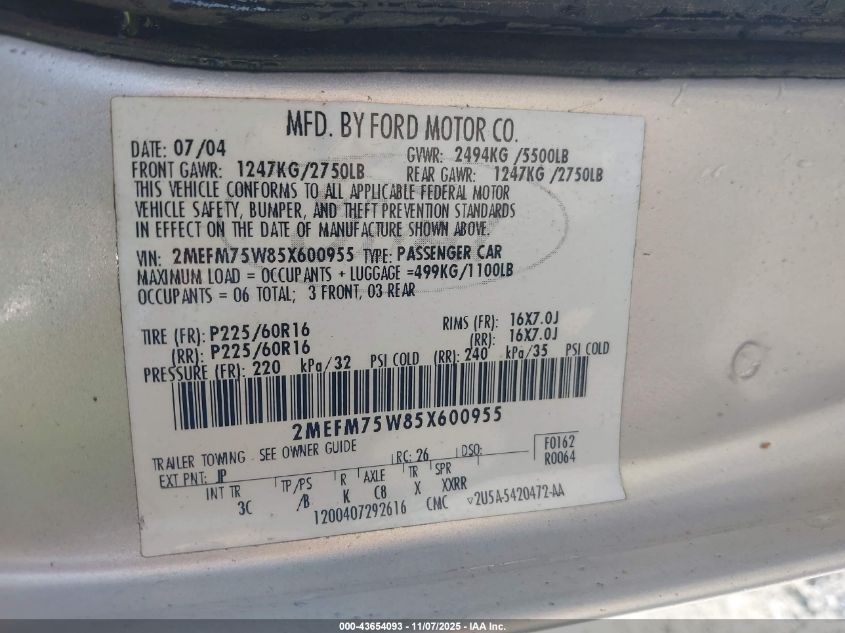 MFD. BY FORD MOTOR CO.
DATE: 07/04 GVWR: 2494KG /5500LB
FRONT GAWR: 1247KG/2750LB REAR GAWR: 1247KG /2750LB
THIS VEHICLE CONFORMS TO ALL APPLICABLE FEDERAL MOTOR
VEHICLE SAFETY, BUMPER, AND THEFT PREVENTION STANDARDS
IN EFFECT ON THE DATE OF MANUFACTURE SHOWN ABOVE.
VIN: 2MEFM75W85X600955 TYPE: PASSENGER CAR
MAXIMUM LOAD = OCCUPANTS + LUGGAGE =499KG/1100LB
OCCUPANTS = 06 TOTAL; 3 FRONT, 03 REAR
TIRE (FR): P225/60R16 RIMS (FR): 16X7.0J
(RR): P225/60R16 (RR): 16X7.0J
PRESSURE (FR): 220 kPa/32 PSI COLD (RR): 240 kPa/35 PSI COLD
2MEFM75W85X600955
TRAILER TOWING - SEE OWNER GUIDE RC: 26 DSO: F0162
EXT PNT: JP R0064
INT TR TP/PS R AXLE TR SPR
3C /B K C8 X XXRR
1200407292616 CMC ▽2U5A-5420472-AA
000-43654093 - 11/07/2025 - IAA Inc.